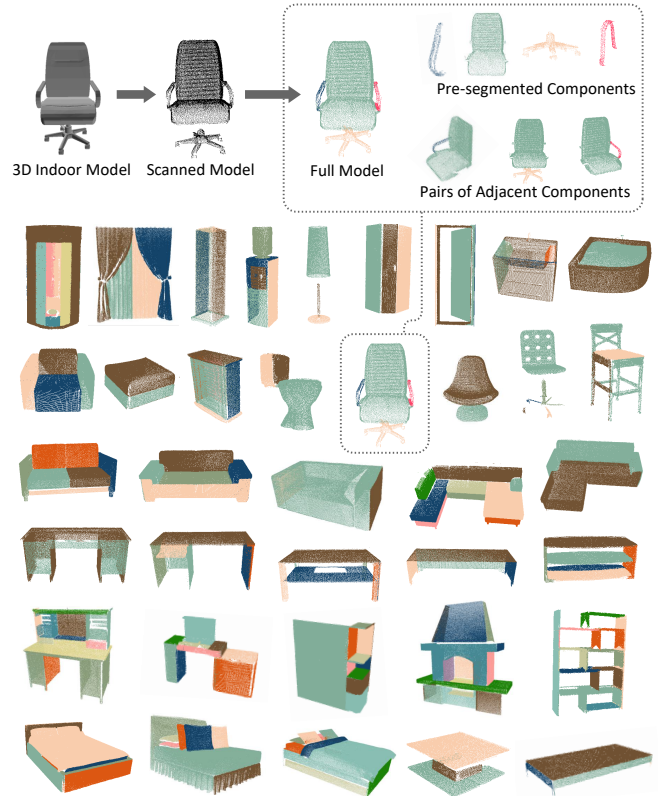 Pre-segmented Components
3D Indoor Model
Scanned Model
Full Model
Pairs of Adjacent Components